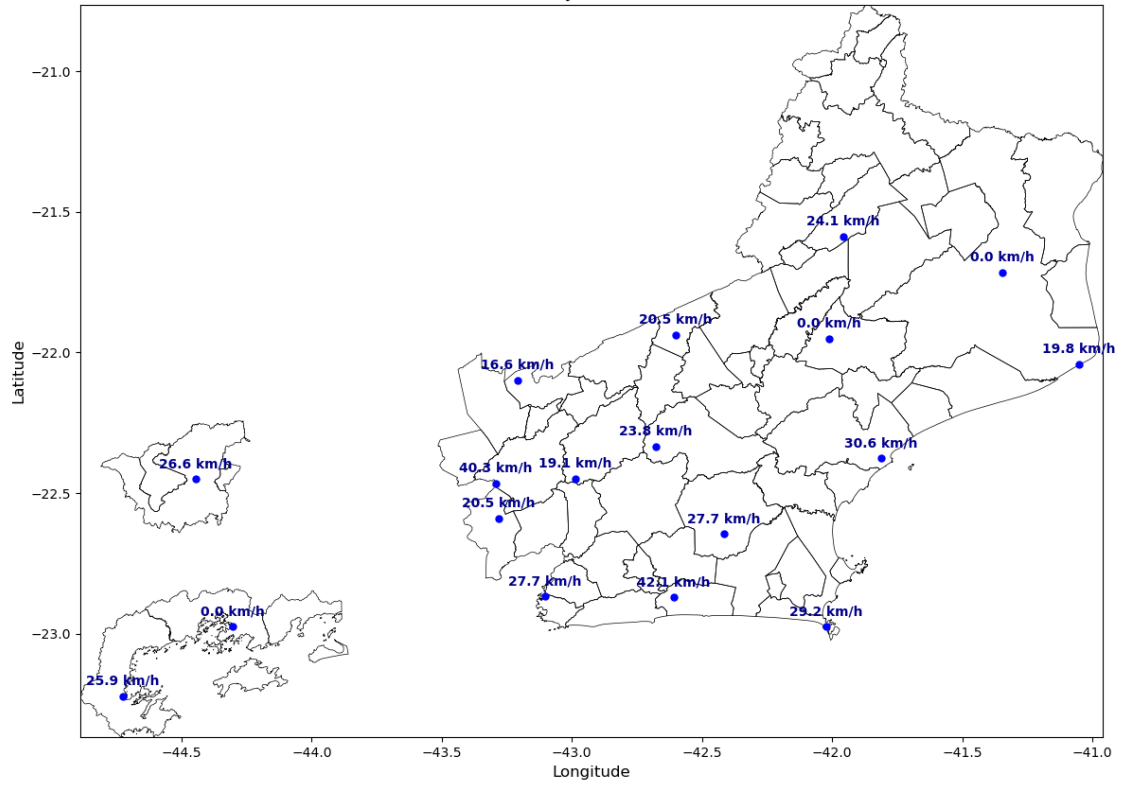 −21.0
−21.5
24.1 km/h
0.0 km/h
20.5 km/h
0.0 km/h
−22.0
19.8 km/h
16.6 km/h
23.8 km/h
30.6 km/h
26.6 km/h
40.3 km/h
19.1 km/h
−22.5
20.5 km/h
27.7 km/h
27.7 km/h
42.1 km/h
0.0 km/h
29.2 km/h
−23.0
25.9 km/h
Latitude
−44.5
−44.0
−43.5
−43.0
−42.5
−42.0
−41.5
−41.0
Longitude